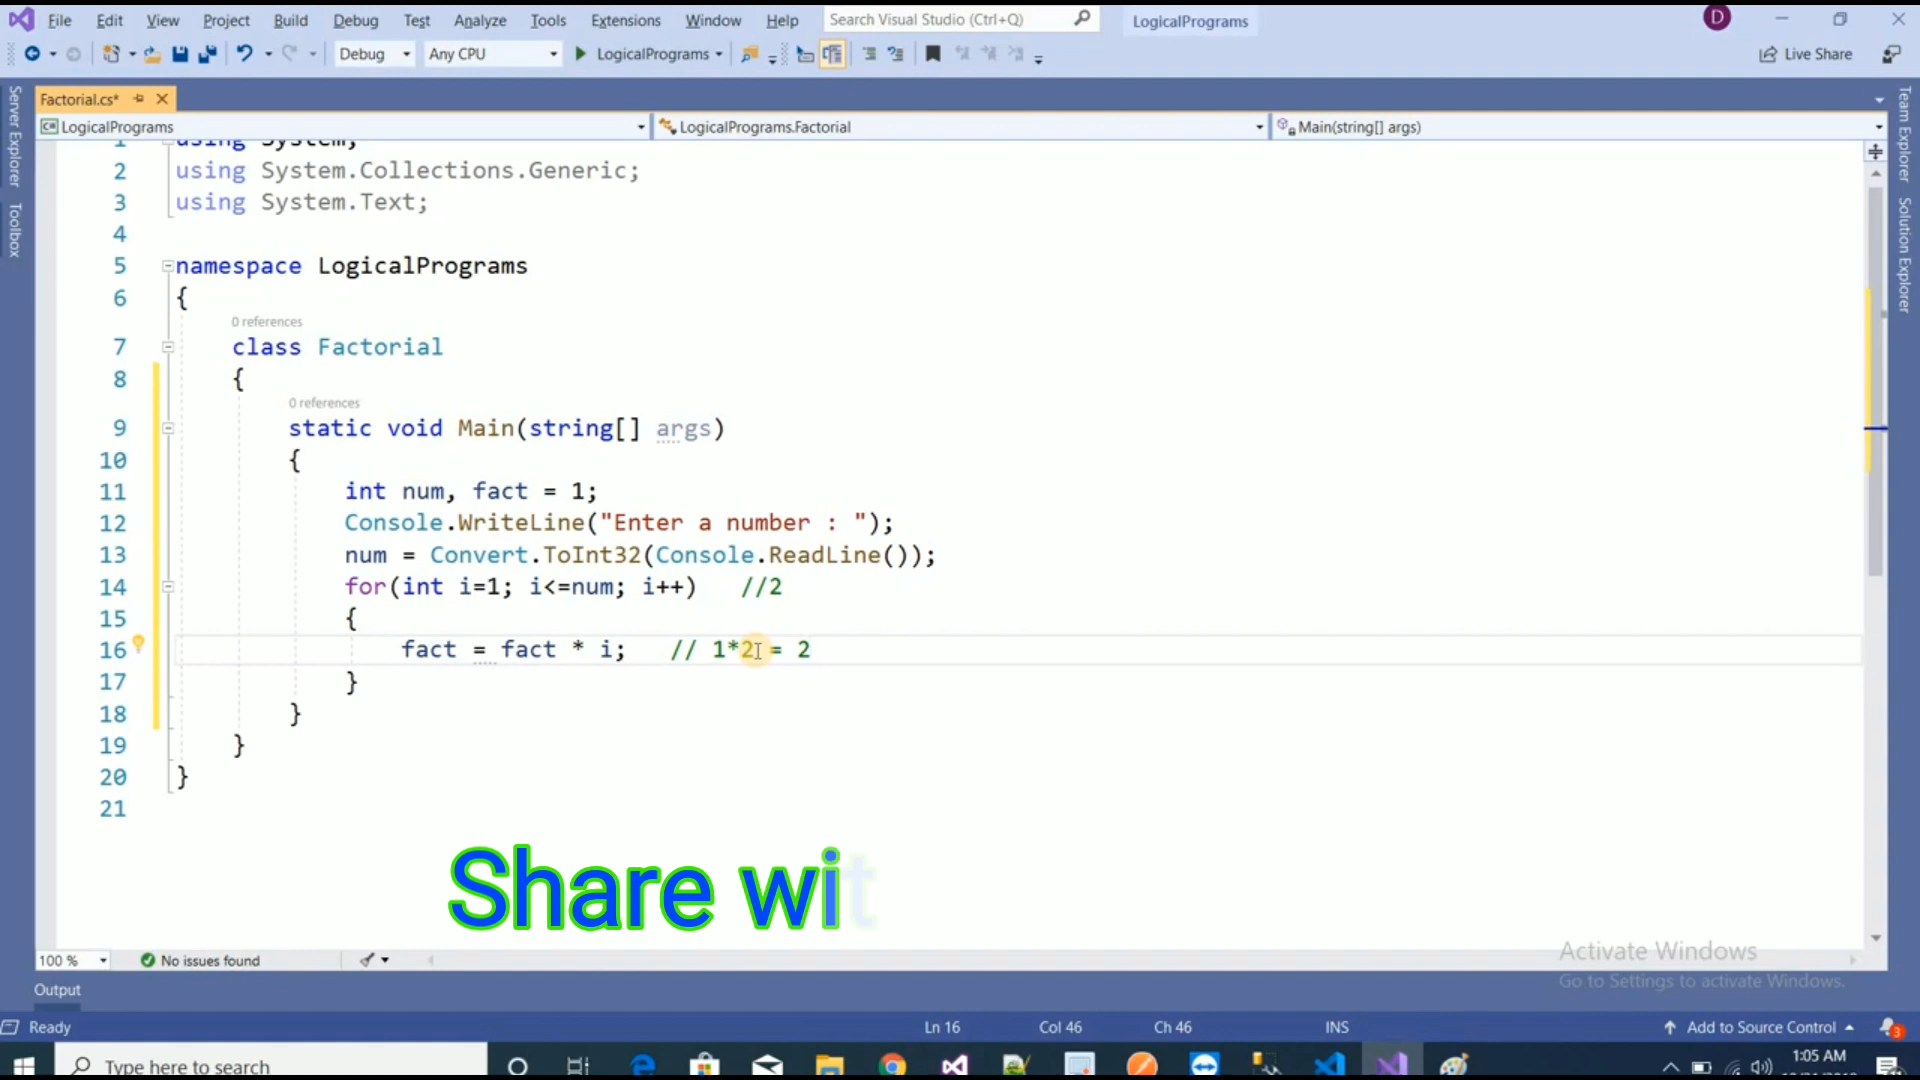 File Edit View Project Build Debug Test Analyze Tools Extensions Window Help Search Visual Studio (Ctrl+Q) LogicalPrograms D
Debug Any CPU LogicalPrograms Live Share
Server Explorer
Toolbox
Team Explorer
Solution Explorer
Factorial.cs*
LogicalPrograms LogicalPrograms.Factorial Main(string[] args)
1 using System;
2 using System.Collections.Generic;
3 using System.Text;
4
5 namespace LogicalPrograms
6 {
0 references
7 class Factorial
8 {
0 references
9 static void Main(string[] args)
10 {
11 int num, fact = 1;
12 Console.WriteLine("Enter a number : ");
13 num = Convert.ToInt32(Console.ReadLine());
14 for(int i=1; i<=num; i++) //2
15 {
16 fact = fact * i; // 1*2 = 2
17 }
18 }
19 }
20 }
21
Share wit
100 % No issues found
Activate Windows
Go to Settings to activate Windows.
Output
Ready Ln 16 Col 46 Ch 46 INS Add to Source Control 3
Type here to search 1:05 AM